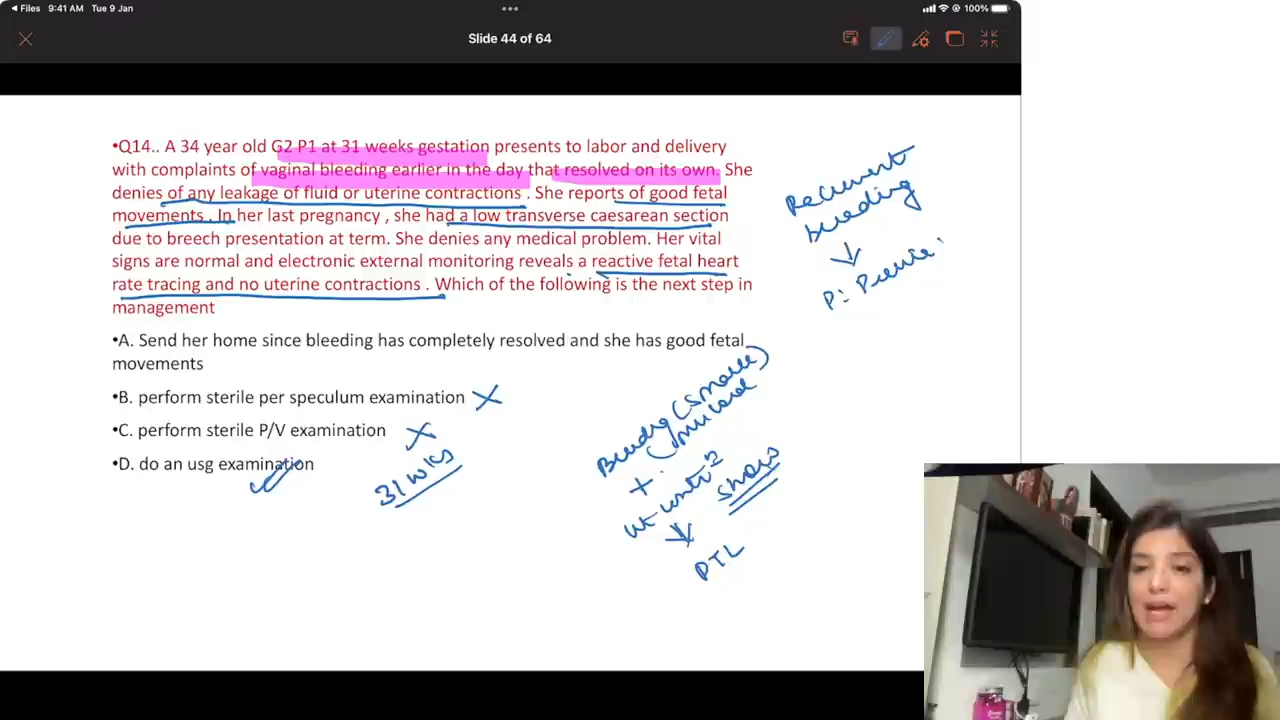 Files 9:41 AM Tue 9 Jan
100%
Slide 44 of 64
•Q14.. A 34 year old G2 P1 at 31 weeks gestation presents to labor and delivery
with complaints of vaginal bleeding earlier in the day that resolved on its own. She
denies of any leakage of fluid or uterine contractions . She reports of good fetal
movements . In her last pregnancy , she had a low transverse caesarean section
due to breech presentation at term. She denies any medical problem. Her vital
signs are normal and electronic external monitoring reveals a reactive fetal heart
rate tracing and no uterine contractions . Which of the following is the next step in
management
•A. Send her home since bleeding has completely resolved and she has good fetal
movements
•B. perform sterile per speculum examination
•C. perform sterile P/V examination
•D. do an usg examination
31 wks
Recurrent
bleeding
Bleeding (small)
+
show
PTL